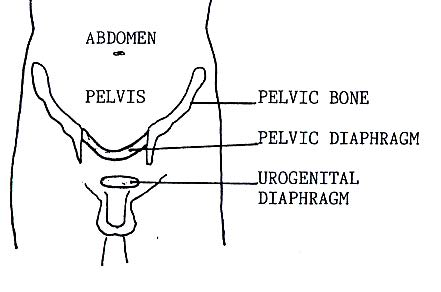 ABDOMEN
PELVIS
PELVIC BONE
PELVIC DIAPHRAGM
UROGENITAL
DIAPHRAGM